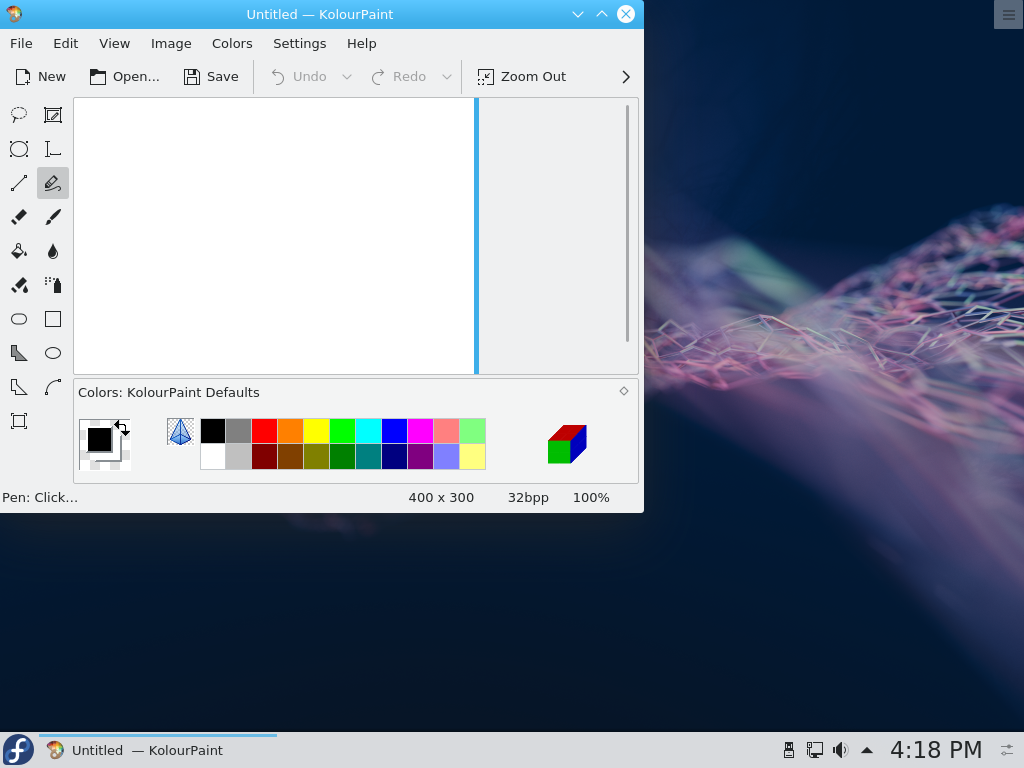 Untitled — KolourPaint
File Edit View Image Colors Settings Help
New Open... Save Undo Redo Zoom Out
Colors: KolourPaint Defaults
Pen: Click... 400 x 300 32bpp 100%
Untitled — KolourPaint 4:18 PM